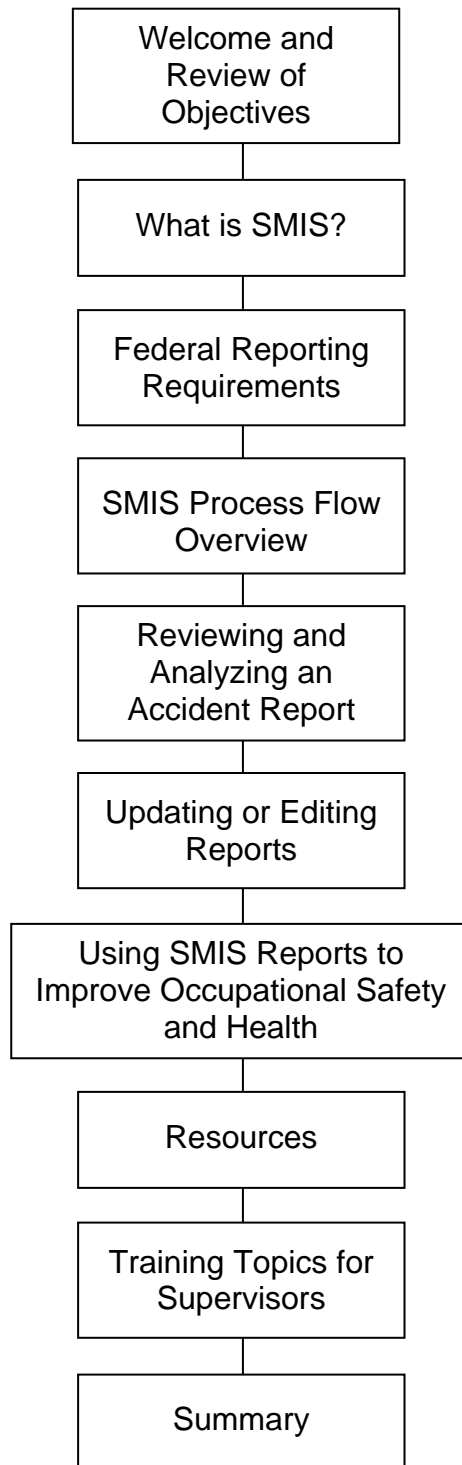 Welcome and
Review of
Objectives
What is SMIS?
Federal Reporting
Requirements
SMIS Process Flow
Overview
Reviewing and
Analyzing an
Accident Report
Updating or Editing
Reports
Using SMIS Reports to
Improve Occupational Safety
and Health
Resources
Training Topics for
Supervisors
Summary